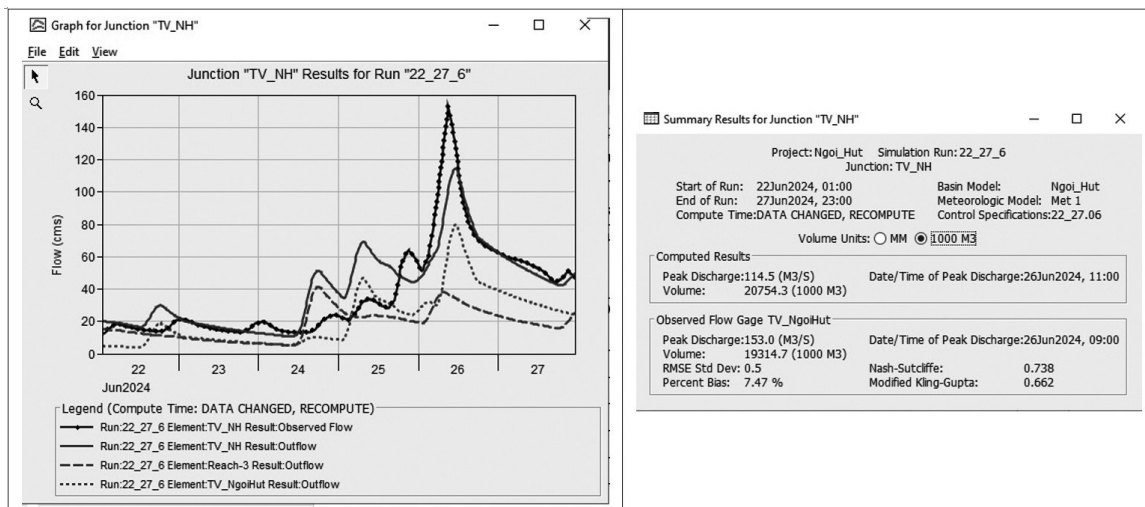 Graph for Junction "TV_NH"
File Edit View
Junction "TV_NH" Results for Run "22_27_6"
160
140
120
100
80
60
40
20
0
Flow (cms)
22 23 24 25 26 27
Jun2024
Legend (Compute Time: DATA CHANGED, RECOMPUTE)
Run:22_27_6 Element:TV_NH Result:Observed Flow
Run:22_27_6 Element:TV_NH Result:Outflow
Run:22_27_6 Element:Reach-3 Result:Outflow
Run:22_27_6 Element:TV_NgoiHut Result:Outflow
Summary Results for Junction "TV_NH"
Project: Ngoi_Hut Simulation Run: 22_27_6
Junction: TV_NH
Start of Run: 22Jun2024, 01:00 Basin Model: Ngoi_Hut
End of Run: 27Jun2024, 23:00 Meteorologic Model: Met 1
Compute Time:DATA CHANGED, RECOMPUTE Control Specifications:22_27.06
Volume Units: MM 1000 M3
Computed Results
Peak Discharge:114.5 (M3/S) Date/Time of Peak Discharge:26Jun2024, 11:00
Volume: 20754.3 (1000 M3)
Observed Flow Gage TV_NgoiHut
Peak Discharge:153.0 (M3/S) Date/Time of Peak Discharge:26Jun2024, 09:00
Volume: 19314.7 (1000 M3)
RMSE Std Dev: 0.5 Nash-Sutcliffe: 0.738
Percent Bias: 7.47 % Modified Kling-Gupta: 0.662